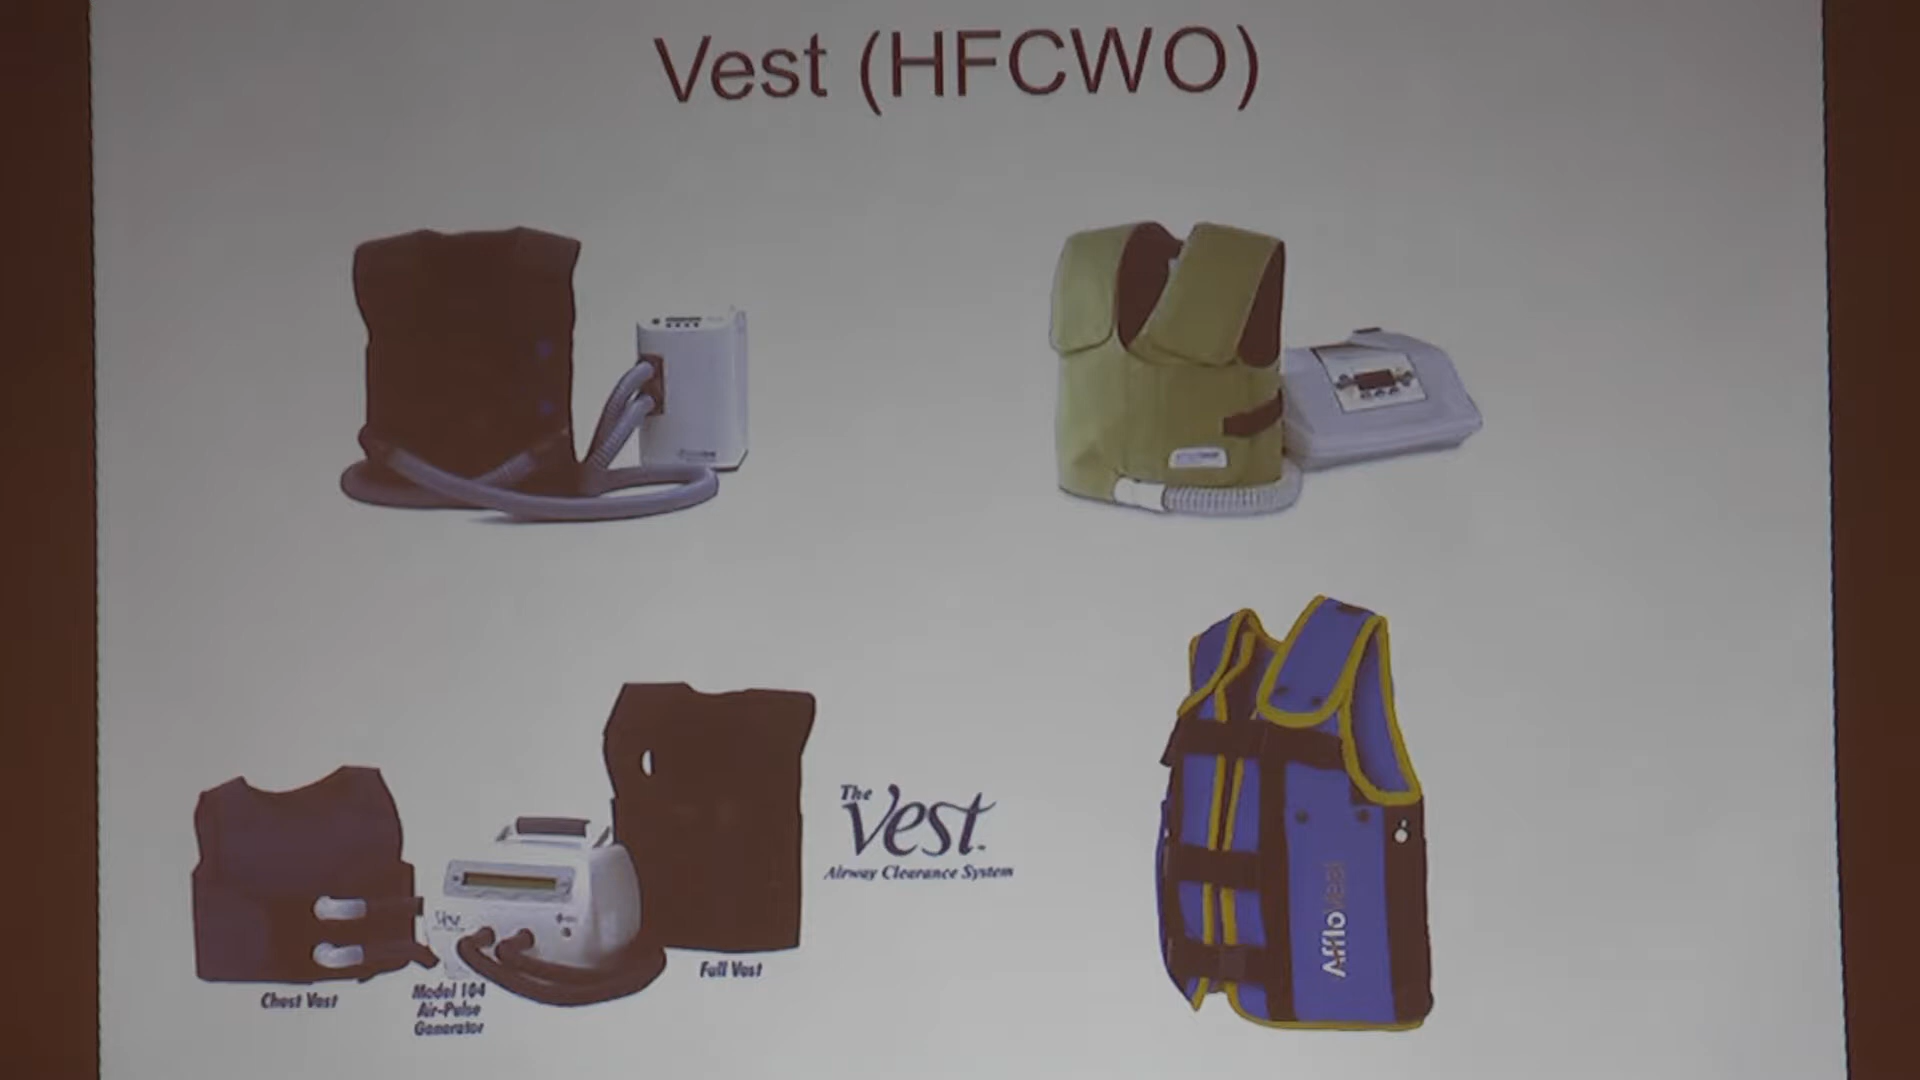 Vest (HFCWO)
The
Vest
Airway Clearance System
Full Vest
Chest Vest
Model 104
Air-Pulse
Generator
AffloVest